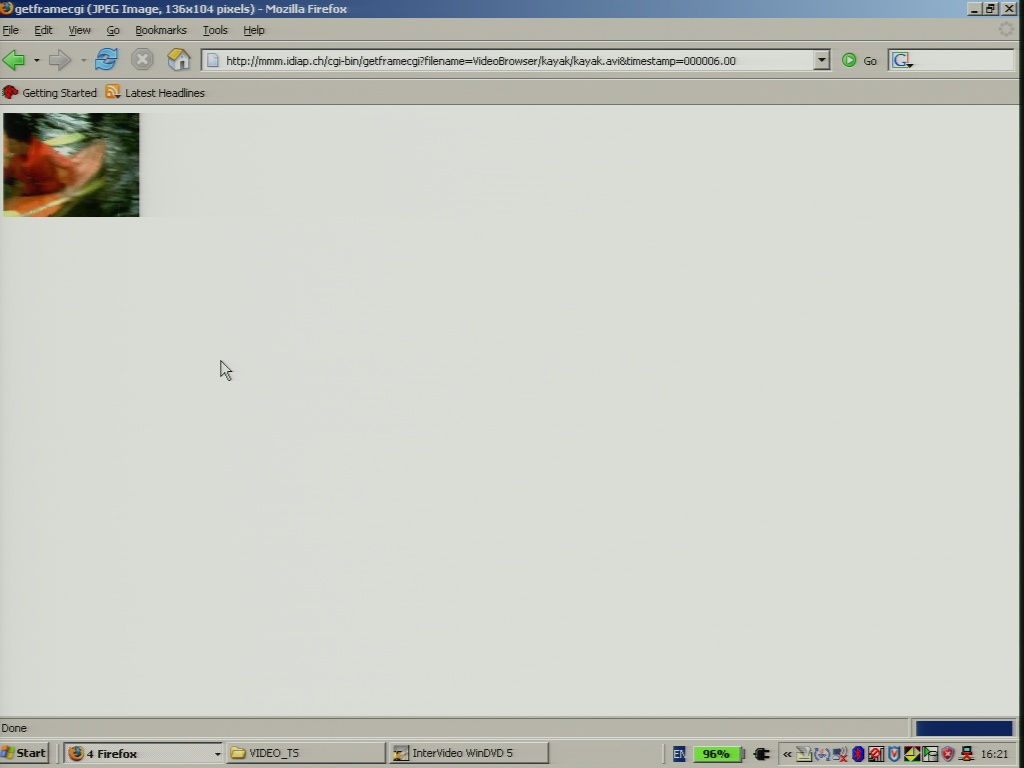 getframecgi (JPEG Image, 136x104 pixels) - Mozilla Firefox
File Edit View Go Bookmarks Tools Help
http://mmm.idiap.ch/cgi-bin/getframecgi?filename=VideoBrowser/kayak/kayak.avi&timestamp=000006.00 Go
Getting Started Latest Headlines
Done
Start 4 Firefox VIDEO_TS InterVideo WinDVD 5 EN 96% « 16:21